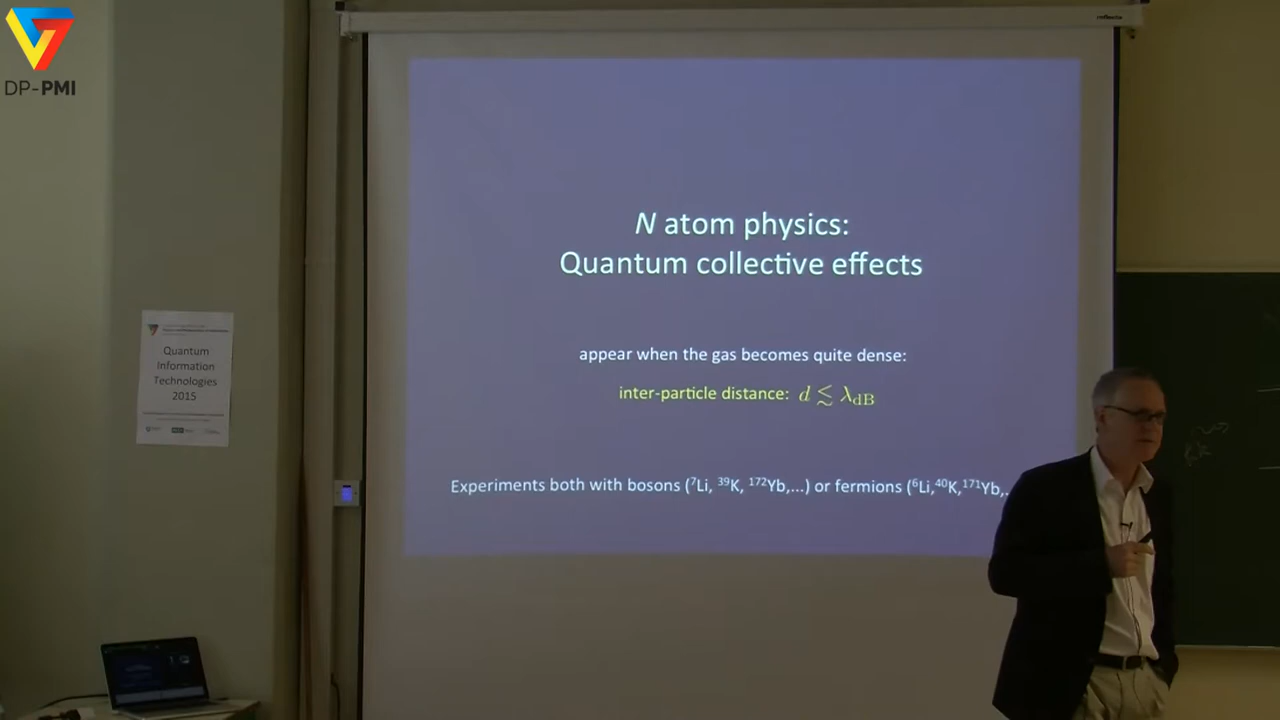 DP-PMI
reflecta
N atom physics:
Quantum collective effects
appear when the gas becomes quite dense:
inter-particle distance: d ≲ λdB
Experiments both with bosons (⁷Li, ³⁹K, ¹⁷²Yb,...) or fermions (⁶Li,⁴⁰K,¹⁷¹Yb,..
Quantum
Information
Technologies
2015